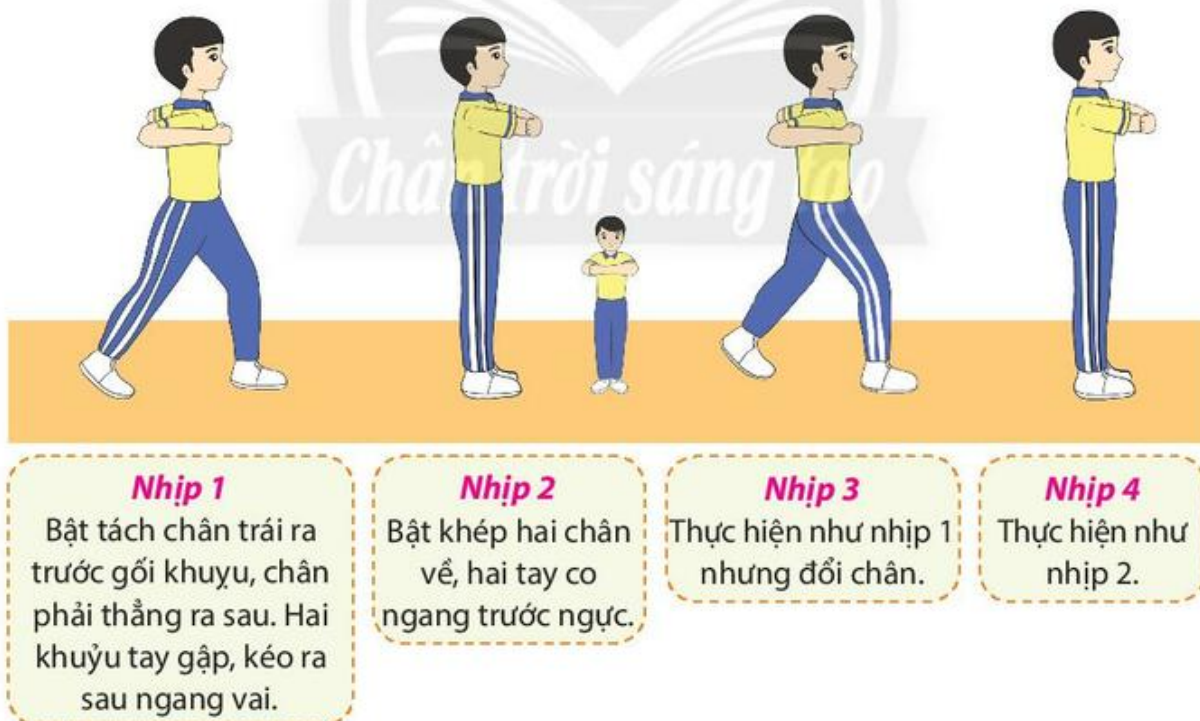 Chân trời sáng tạo
Nhịp 1
Bật tách chân trái ra
trước gối khuỵu, chân
phải thẳng ra sau. Hai
khuỷu tay gập, kéo ra
sau ngang vai.
Nhịp 2
Bật khép hai chân
về, hai tay co
ngang trước ngực.
Nhịp 3
Thực hiện như nhịp 1
nhưng đổi chân.
Nhịp 4
Thực hiện như
nhịp 2.